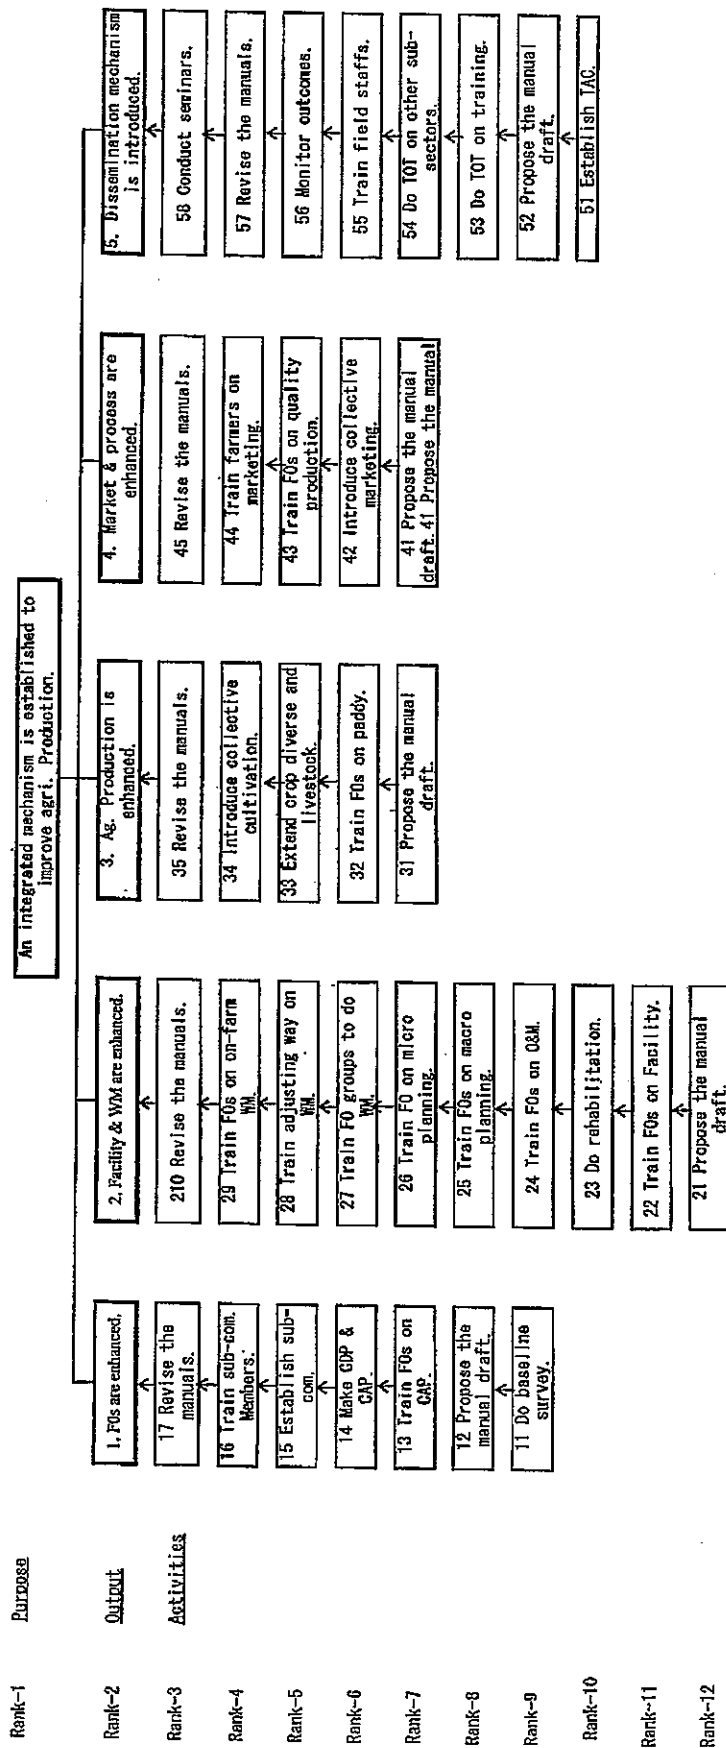 Rank-1
Purpose
An integrated mechanism is established to
improve agri. Production.
Rank-2
Output
1. FOs are enhanced.
2. Facility & WM are enhanced.
3. Ag. Production is
enhanced.
4. Market & process are
enhanced.
5. Dissemination mechanism
is introduced.
Rank-3
Activities
17 Revise the
manuals.
210 Revise the manuals.
35 Revise the manuals.
45 Revise the manuals.
58 Conduct seminars.
Rank-4
16 Train sub-com.
Members.
29 Train FOs on on-farm
WM.
34 Introduce collective
cultivation.
44 Train farmers on
marketing.
57 Revise the manuals.
Rank-5
15 Establish sub-
com.
28 Train adjusting way on
WM.
33 Extend crop diverse and
livestock.
43 Train FOs on quality
production.
56 Monitor outcomes.
Rank-6
14 Make GDP &
CAP.
27 Train FO groups to do
WM.
32 Train FOs on paddy.
42 Introduce collective
marketing.
55 Train field staffs.
Rank-7
13 Train FOs on
CAP.
26 Train FO on micro
planning.
31 Propose the manual
draft.
41 Propose the manual
draft. 41 Propose the manual
54 Do TOT on other sub-
sectors.
Rank-8
12 Propose the
manual draft.
25 Train FOs on macro
planning.
53 Do TOT on training.
Rank-9
11 Do baseline
survey.
24 Train FOs on O&M.
52 Propose the manual
draft.
Rank-10
23 Do rehabilitation.
51 Establish TAC.
Rank-11
22 Train FOs on Facility.
Rank-12
21 Propose the manual
draft.